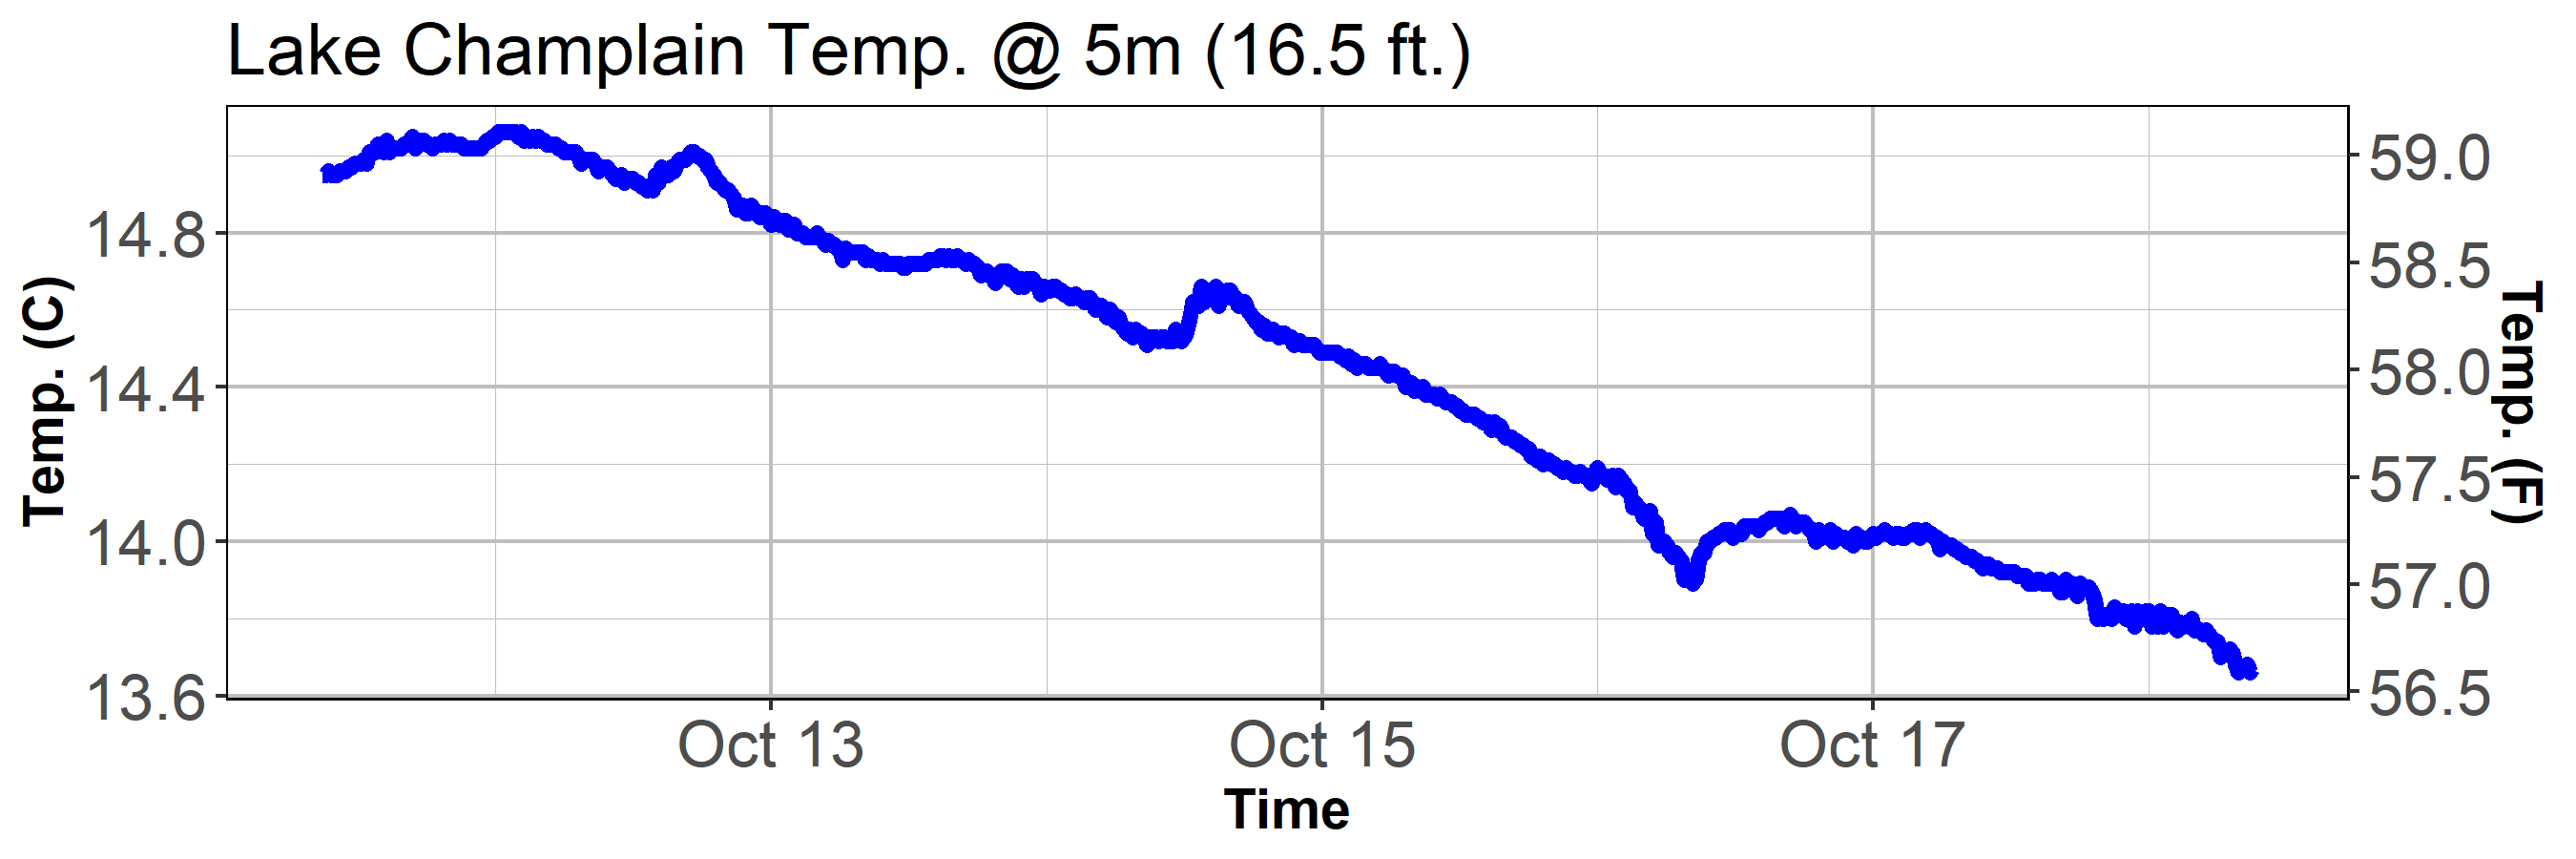 Lake Champlain Temp. @ 5m (16.5 ft.)
Temp. (C)
14.8
14.4
14.0
13.6
59.0
58.5
58.0
57.5
57.0
56.5
Temp. (F)
Oct 13
Oct 15
Oct 17
Time